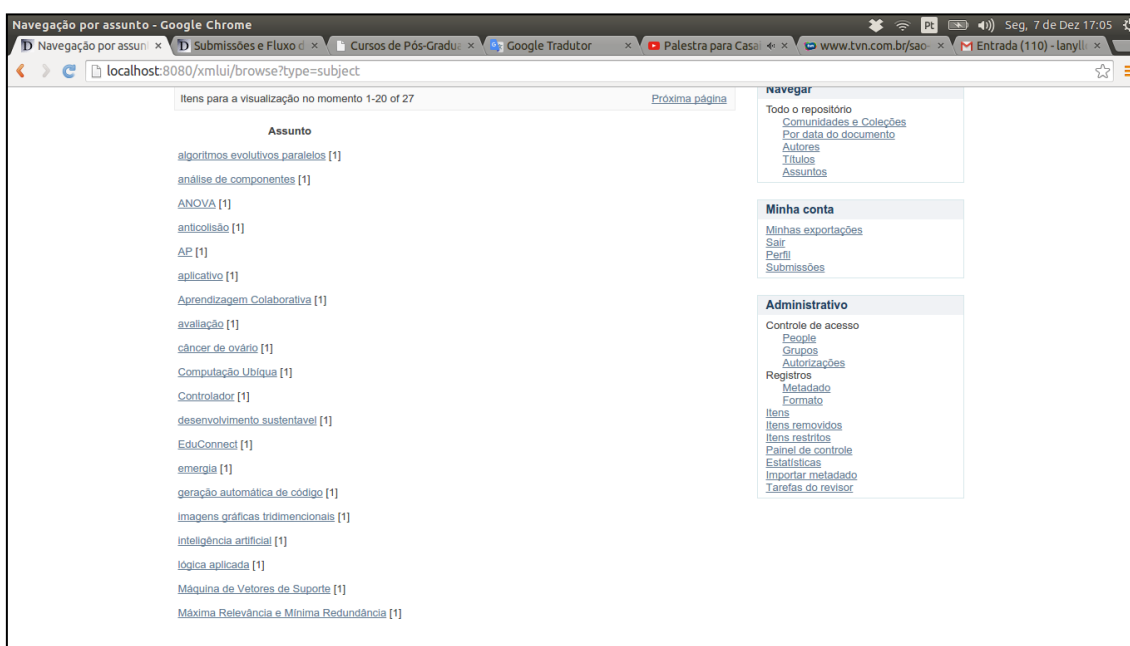 Navegação por assunto - Google Chrome
Pt
Seg, 7 de Dez 17:05
Navegação por assun
Submissões e Fluxo d
Cursos de Pós-Gradu
Google Tradutor
Palestra para Casai
www.tvn.com.br/sao-
Entrada (110) - lanyll
localhost:8080/xmlui/browse?type=subject
Itens para a visualização no momento 1-20 of 27
Próxima página
Assunto
algoritmos evolutivos paralelos [1]
análise de componentes [1]
ANOVA [1]
anticolisão [1]
AP [1]
aplicativo [1]
Aprendizagem Colaborativa [1]
avaliação [1]
câncer de ovário [1]
Computação Ubíqua [1]
Controlador [1]
desenvolvimento sustentavel [1]
EduConnect [1]
emergia [1]
geração automática de código [1]
imagens gráficas tridimencionais [1]
inteligência artificial [1]
lógica aplicada [1]
Máquina de Vetores de Suporte [1]
Máxima Relevância e Mínima Redundância [1]
Navegar
Todo o repositório
Comunidades e Coleções
Por data do documento
Autores
Títulos
Assuntos
Minha conta
Minhas exportações
Sair
Perfil
Submissões
Administrativo
Controle de acesso
People
Grupos
Autorizações
Registros
Metadado
Formato
Itens
Itens removidos
Itens restritos
Painel de controle
Estatísticas
Importar metadado
Tarefas do revisor